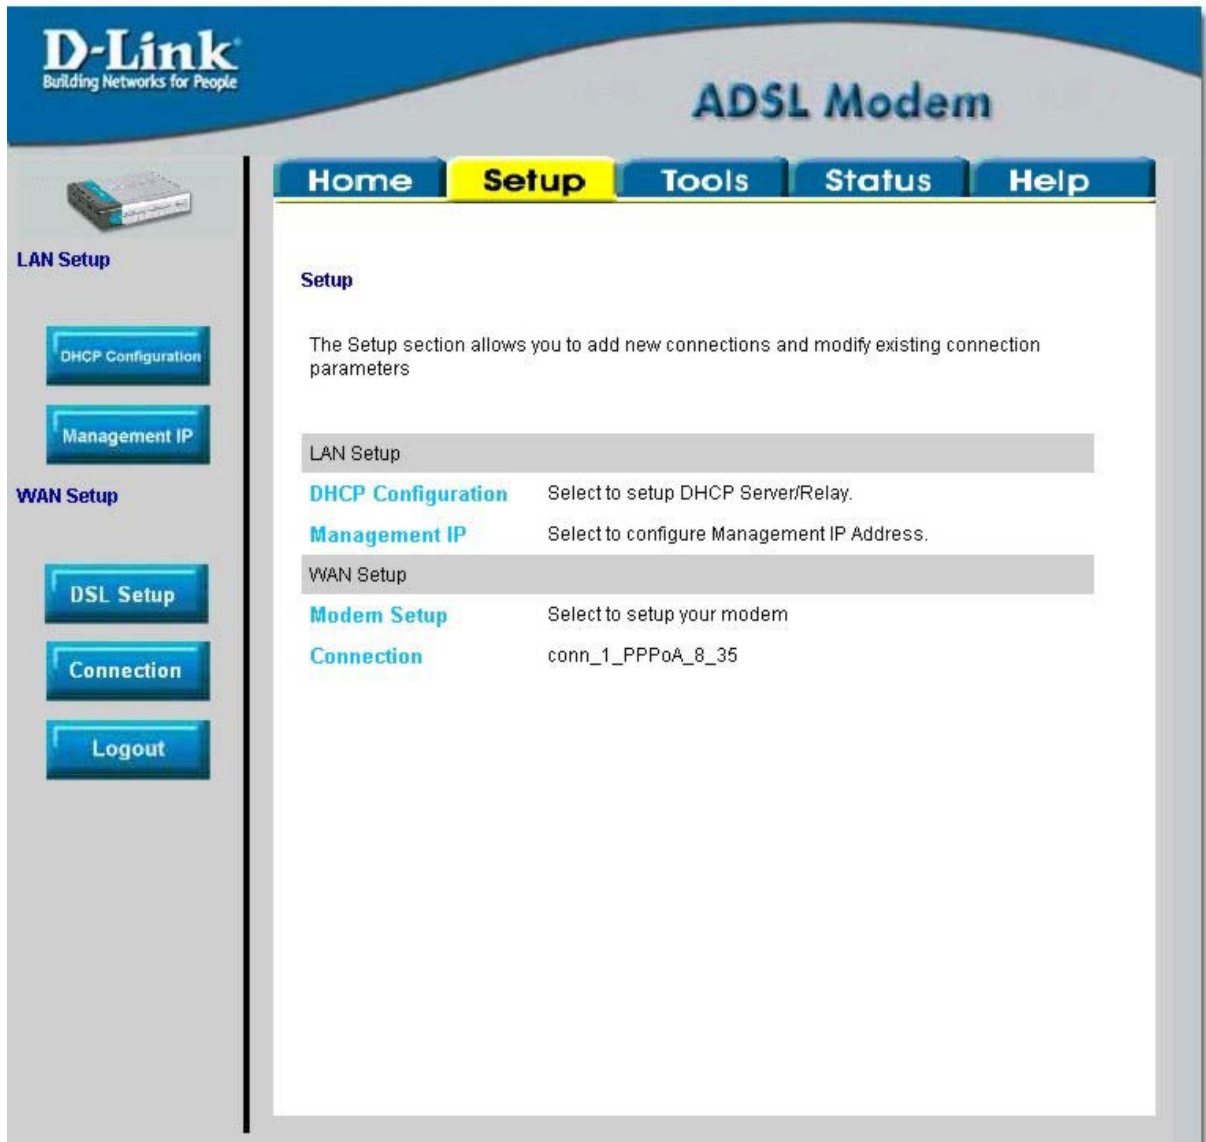 D-Link
Building Networks for People
ADSL Modem
Home
Setup
Tools
Status
Help
LAN Setup
DHCP Configuration
Management IP
WAN Setup
DSL Setup
Connection
Logout
Setup
The Setup section allows you to add new connections and modify existing connection
parameters
LAN Setup
DHCP Configuration Select to setup DHCP Server/Relay.
Management IP Select to configure Management IP Address.
WAN Setup
Modem Setup Select to setup your modem
Connection conn_1_PPPoA_8_35